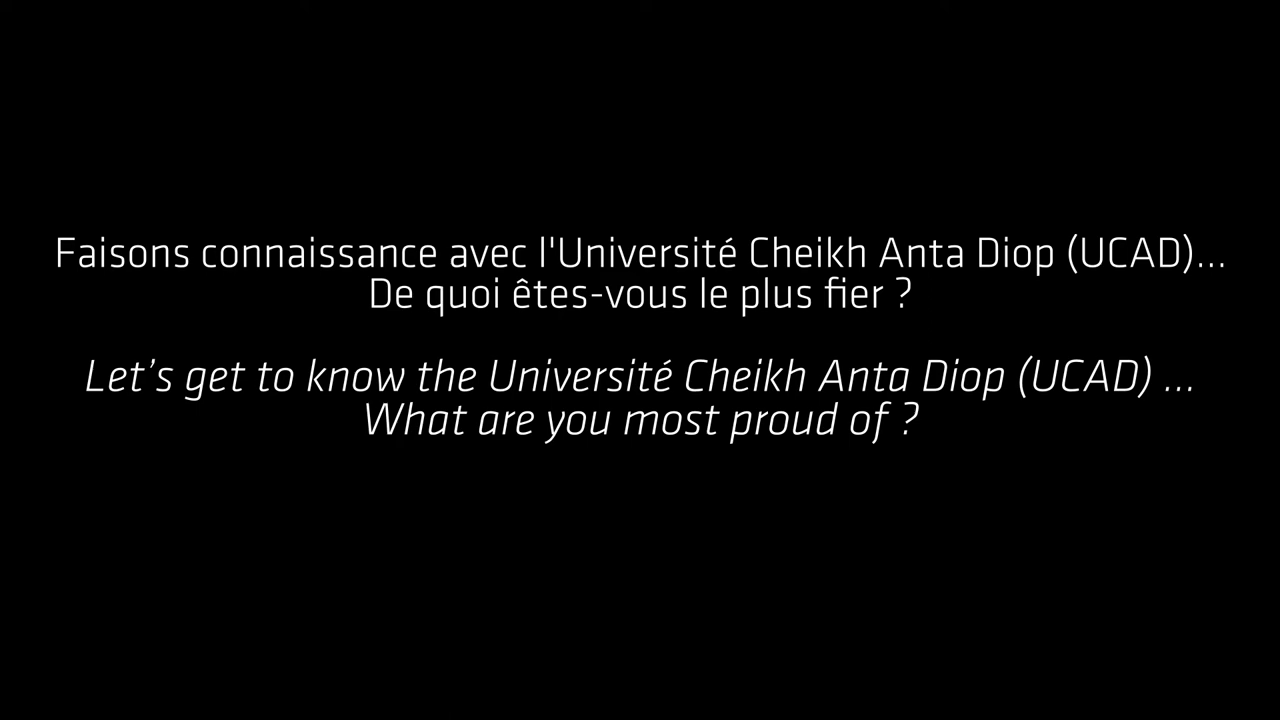 Faisons connaissance avec l'Université Cheikh Anta Diop (UCAD)...
De quoi êtes-vous le plus fier ?
Let’s get to know the Université Cheikh Anta Diop (UCAD) ...
What are you most proud of ?